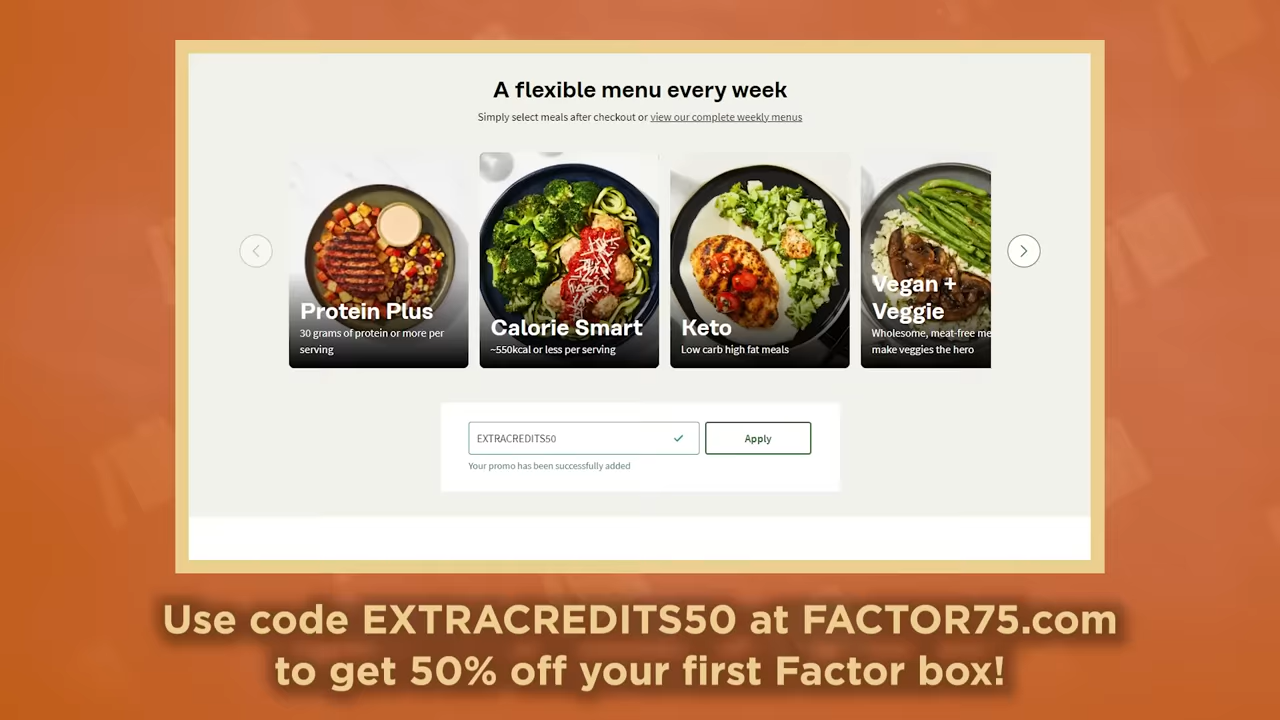 A flexible menu every week
Simply select meals after checkout or view our complete weekly menus
Protein Plus
30 grams of protein or more per
serving
Calorie Smart
~550kcal or less per serving
Keto
Low carb high fat meals
Vegan +
Veggie
Wholesome, meat-free me
make veggies the hero
EXTRACREDITS50
Apply
Your promo has been successfully added
Use code EXTRACREDITS50 at FACTOR75.com
to get 50% off your first Factor box!